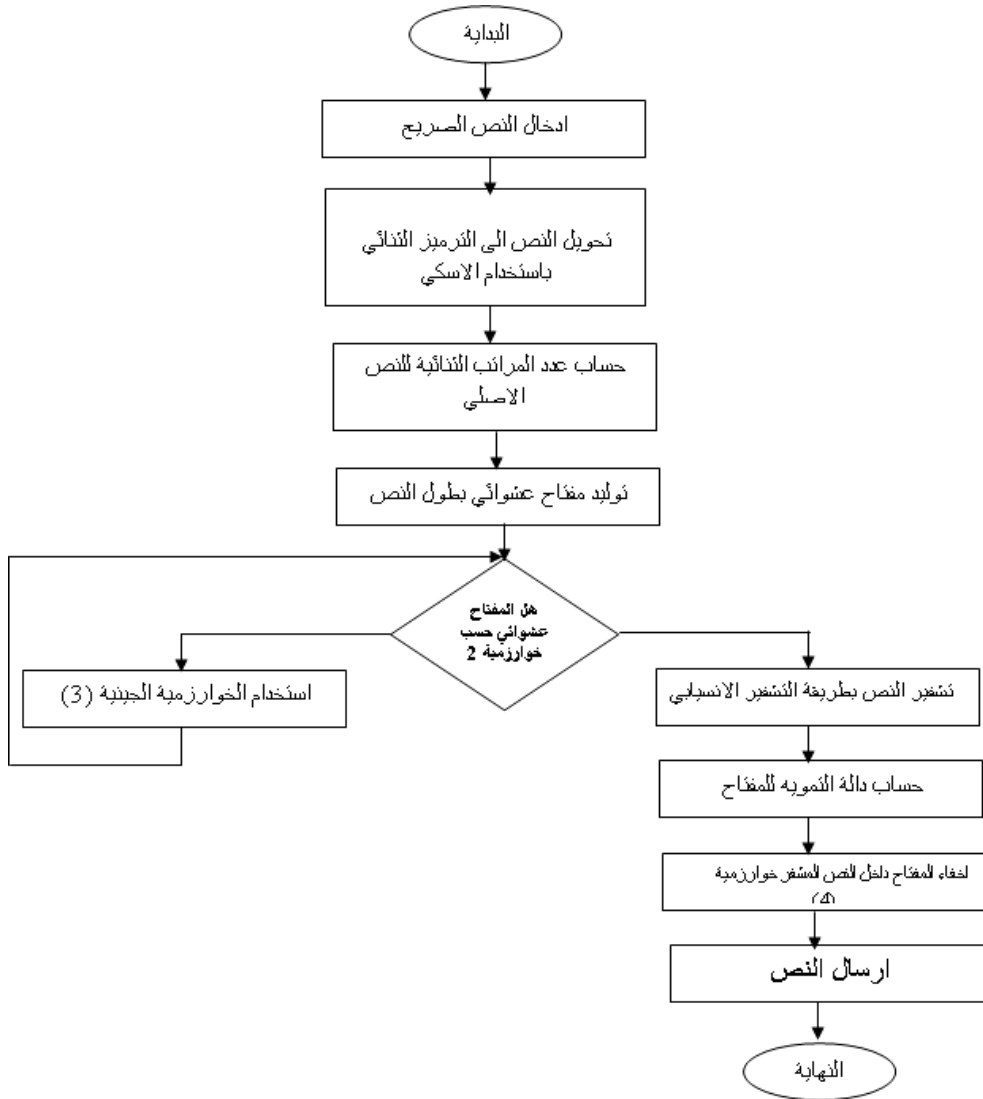 البداية
ادخال النص الصريح
تحويل النص الى الترميز الثنائي
باستخدام الاسكي
حساب عدد المراتب الثنائية للنص
الاصلي
توليد مفتاح عشوائي بطول النص
هل المفتاح
عشوائي حسب
خوارزمية 2
استخدام الخوارزمية الجينية (3)
تشفير النص بطريقة التشفير الانسيابي
حساب دالة التمويه للمفتاح
اخفاء المفتاح داخل النص المشفر خوارزمية
(4)
ارسال النص
النهاية